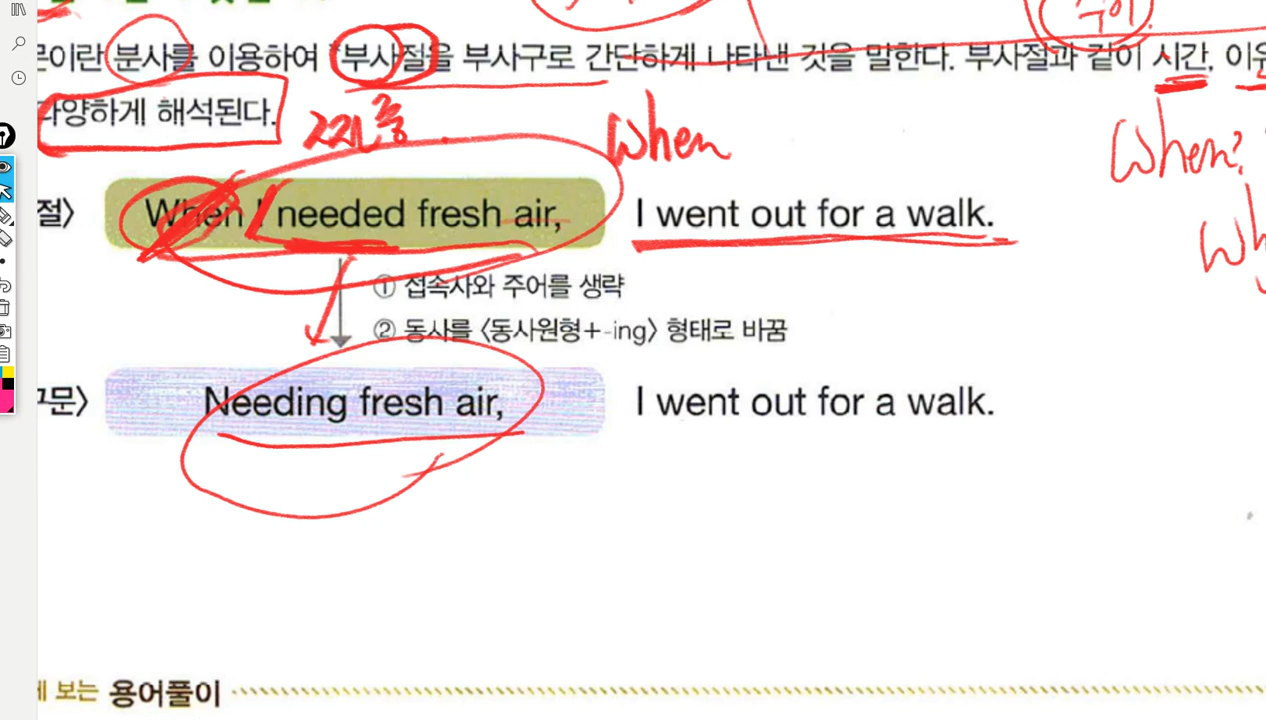 문이란 분사를 이용하여 부사절을 부사구로 간단하게 나타낸 것을 말한다. 부사절과 같이 시간, 이유
다양하게 해석된다.
When
When?
절〉 When I needed fresh air, I went out for a walk.
① 접속사와 주어를 생략
② 동사를 〈동사원형+-ing〉 형태로 바꿈
구문〉 Needing fresh air, I went out for a walk.
께 보는 용어풀이